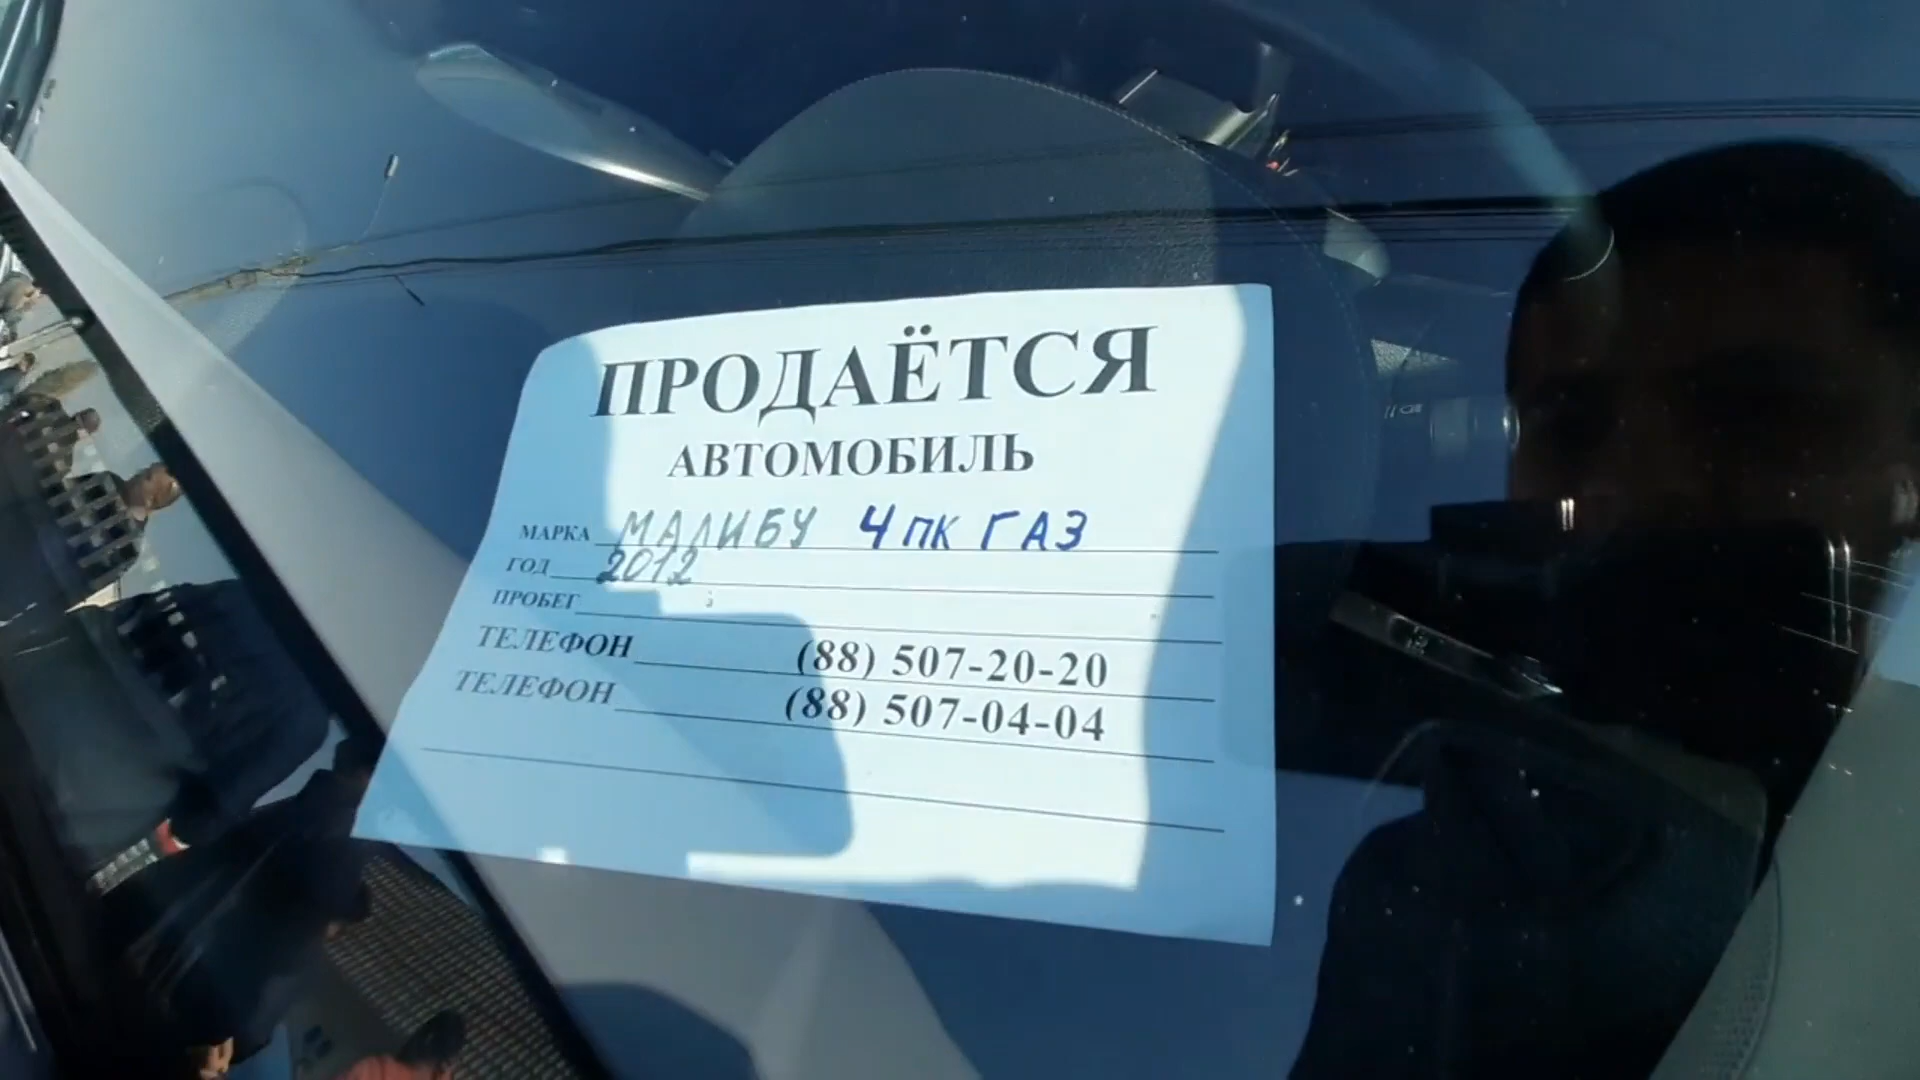 ПРОДАЁТСЯ
АВТОМОБИЛЬ
МАРКА МАЛИБУ 4 ПК ГАЗ
ГОД 2012
ПРОБЕГ
ТЕЛЕФОН (88) 507-20-20
ТЕЛЕФОН (88) 507-04-04